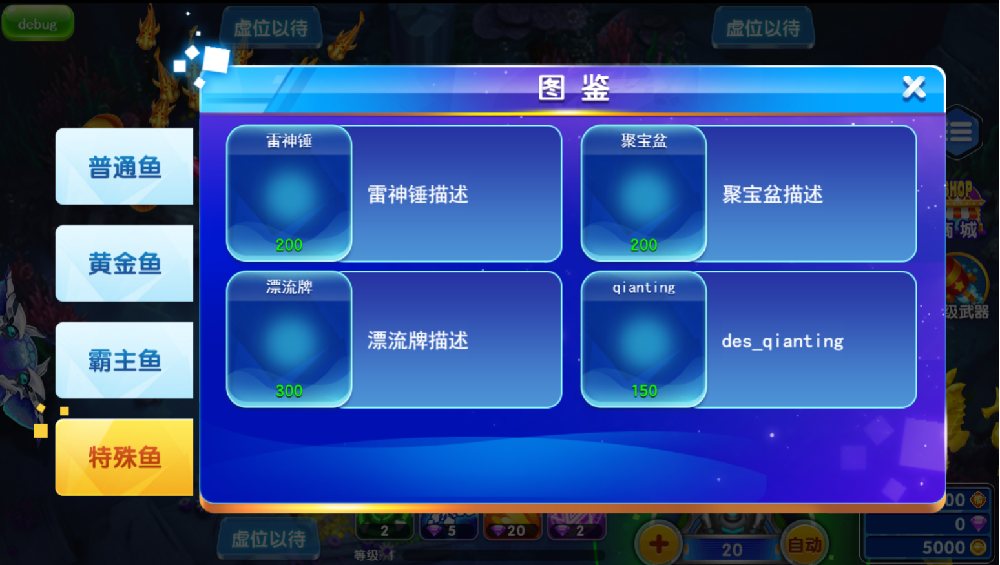 debug
虚位以待
虚位以待
图鉴
普通鱼
黄金鱼
霸主鱼
特殊鱼
雷神锤
雷神锤描述
200
聚宝盆
聚宝盆描述
200
漂流牌
漂流牌描述
300
qianting
des_qianting
150
HOP
商城
级武器
虚位以待
2
5
20
2
等级: 1
20
自动
00
0
5000